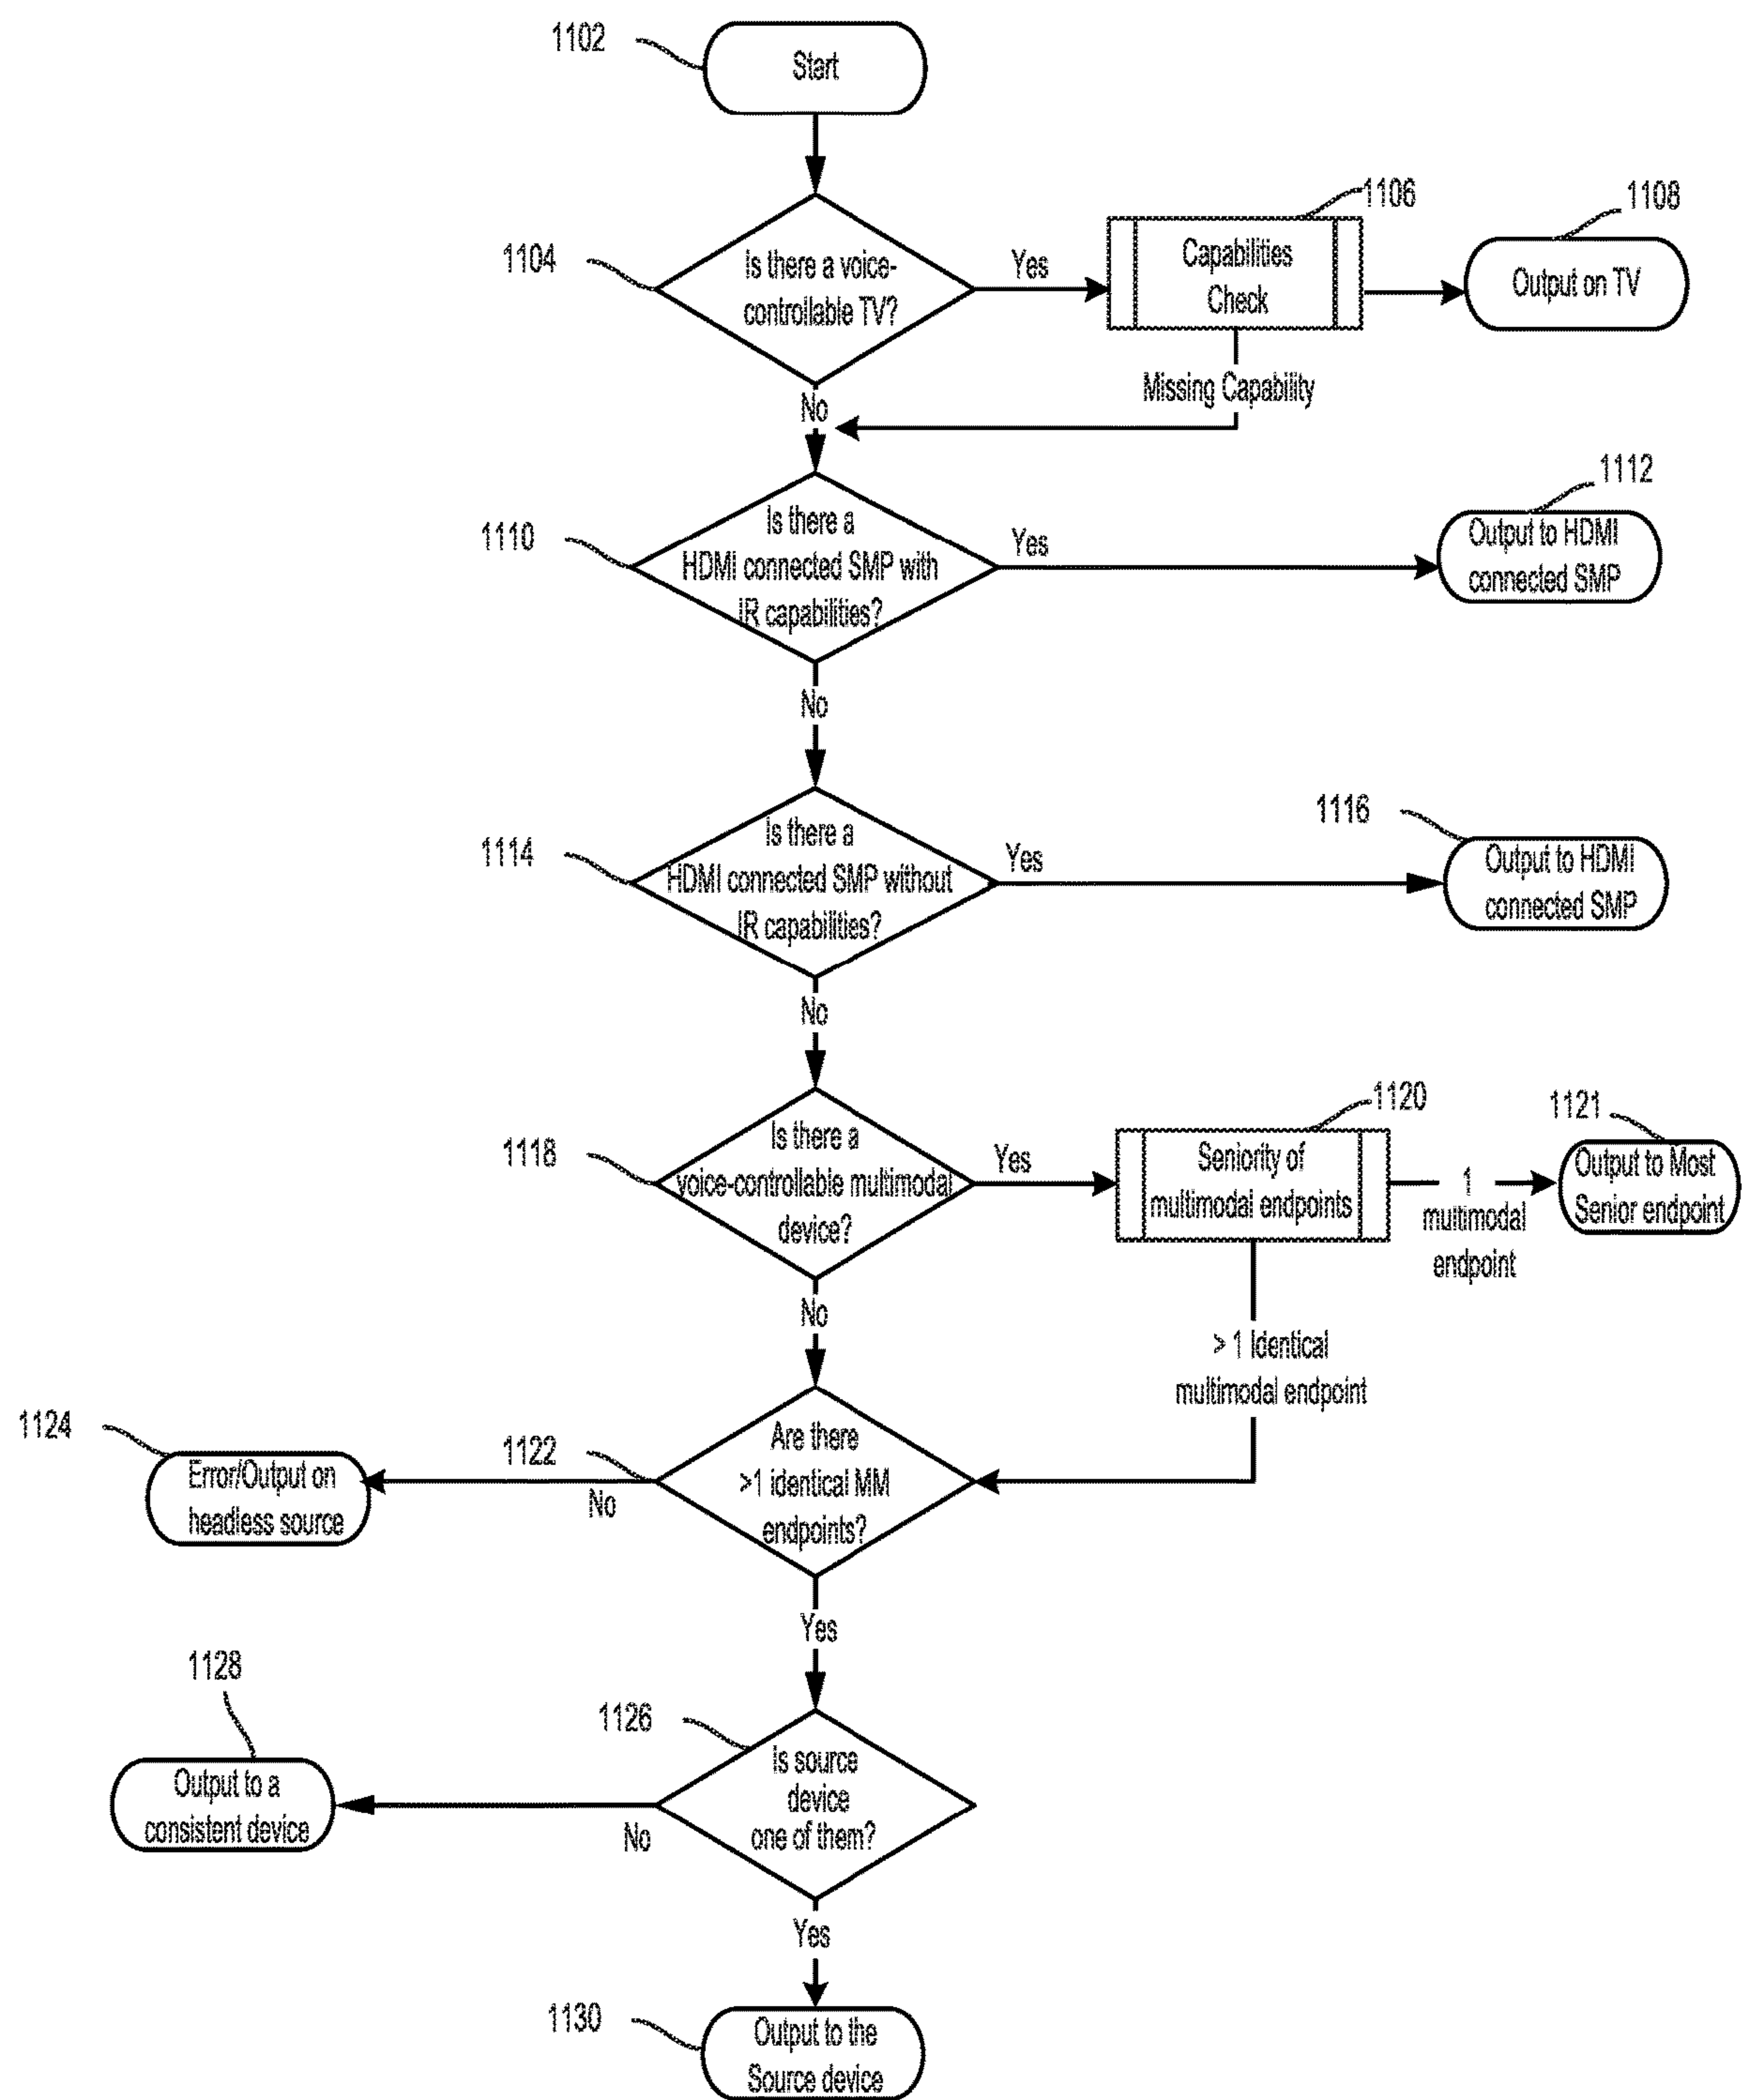 1102
Start
1104
Is there a voice-
controllable TV?
Yes
1106
Capabilities
Check
1108
Output on TV
Missing Capability
No
1110
Is there a
HDMI connected SMP with
IR capabilities?
Yes
1112
Output to HDMI
connected SMP
No
1114
Is there a
HDMI connected SMP without
IR capabilities?
Yes
1116
Output to HDMI
connected SMP
No
1118
Is there a
voice-controllable multimodal
device?
Yes
1120
Seniority of
multimodal endpoints
1
multimodal
endpoint
1121
Output to Most
Senior endpoint
No
> 1 Identical
multimodal endpoint
1122
Are there
>1 identical MM
endpoints?
No
1124
Error/Output on
headless source
Yes
1126
Is source
device
one of them?
No
1128
Output to a
consistent device
Yes
1130
Output to the
Source device